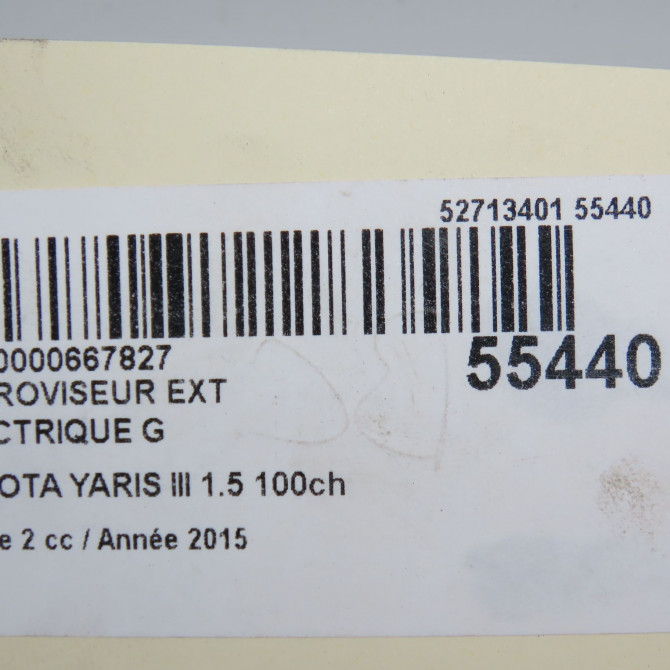 52713401 55440
0000667827
55440
ROVISEUR EXT
CTRIQUE G
OTA YARIS III 1.5 100ch
e 2 cc / Année 2015